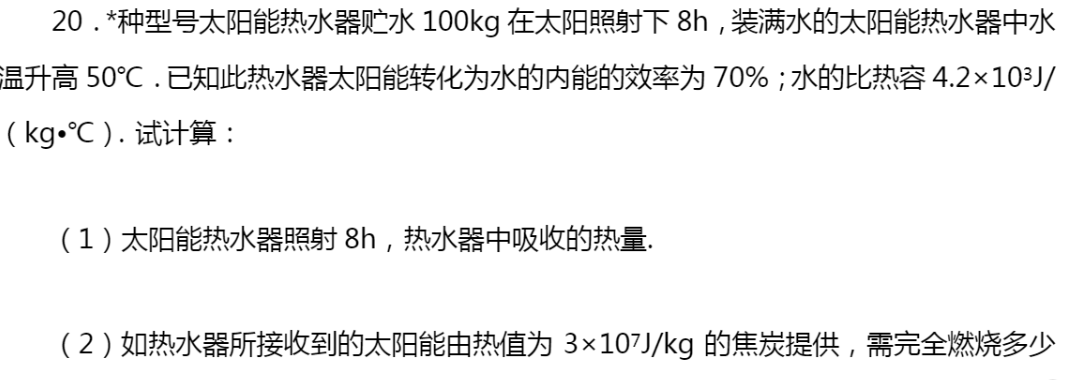 20．*种型号太阳能热水器贮水 100kg 在太阳照射下 8h，装满水的太阳能热水器中水
温升高 50℃．已知此热水器太阳能转化为水的内能的效率为 70%；水的比热容 4.2×10³J/
（kg•℃）. 试计算：
（1）太阳能热水器照射 8h，热水器中吸收的热量.
（2）如热水器所接收到的太阳能由热值为 3×10⁷J/kg 的焦炭提供，需完全燃烧多少